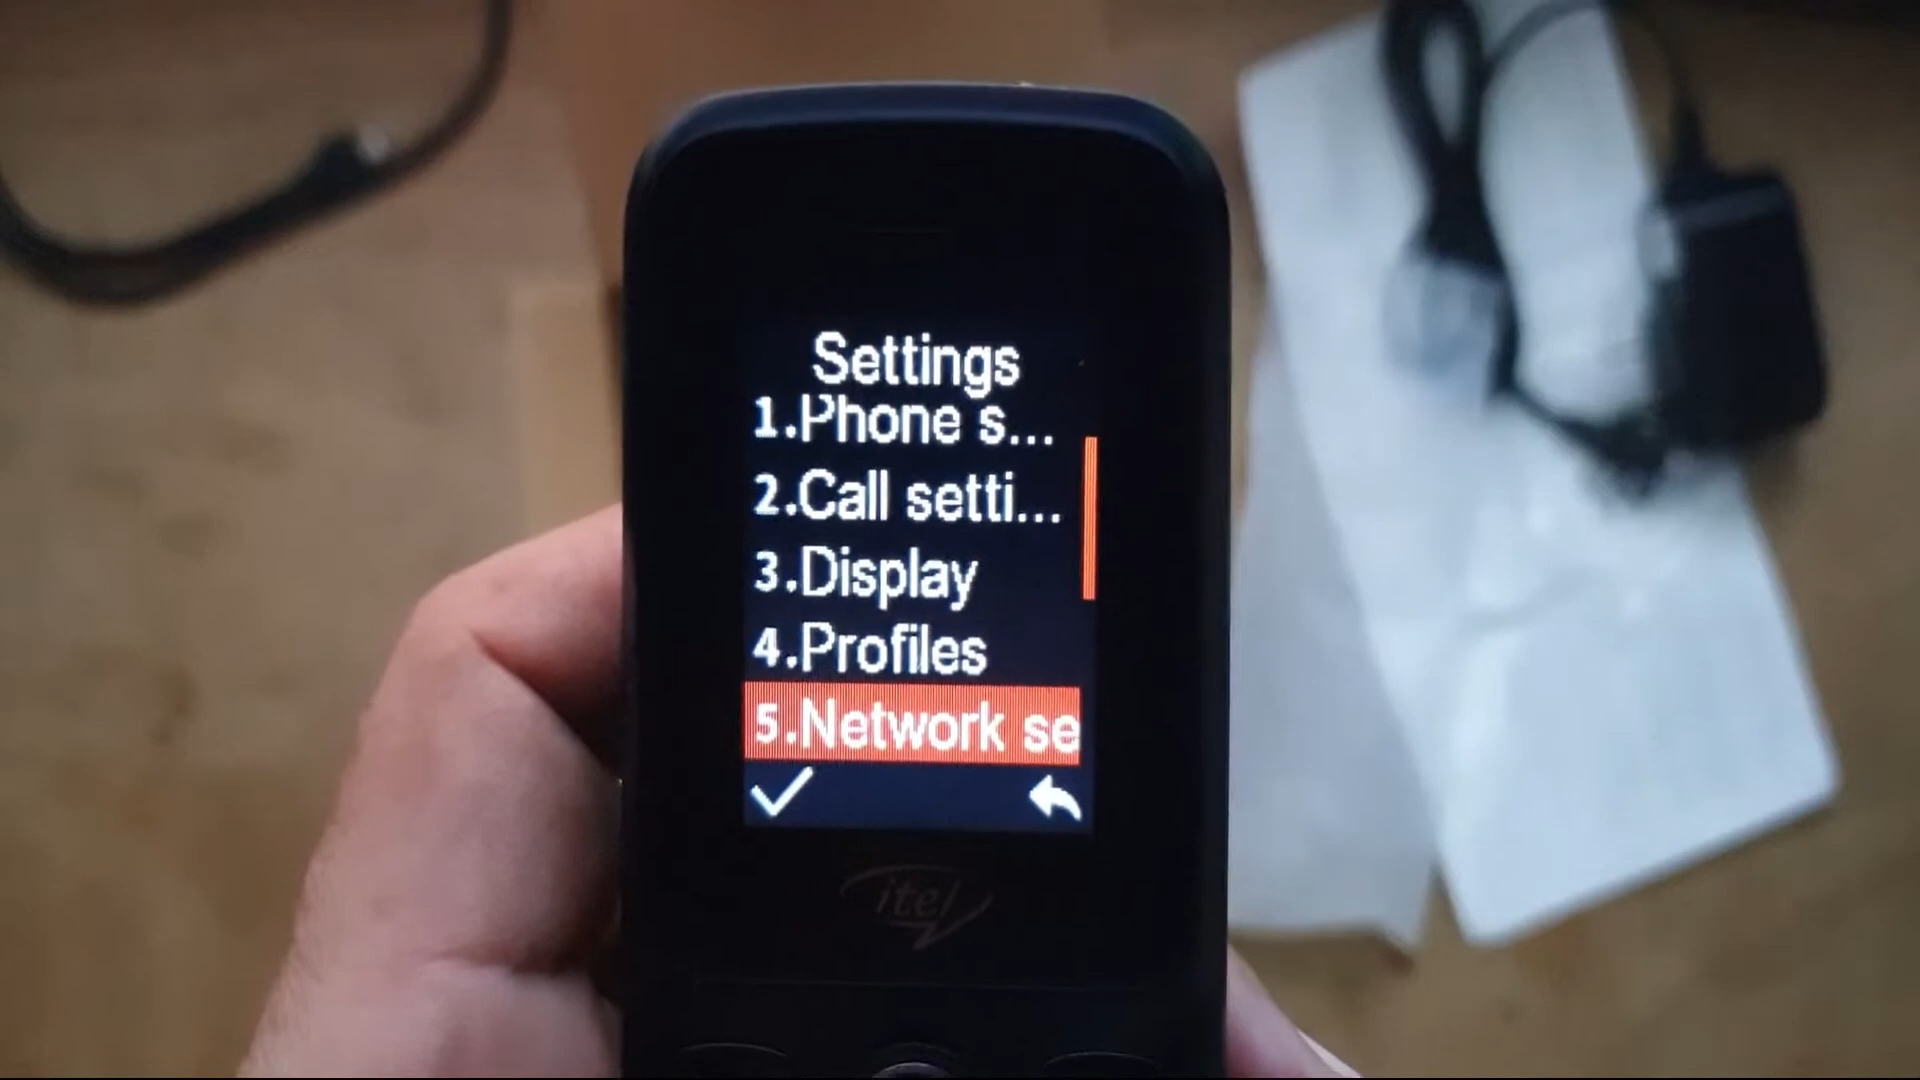 Settings
1.Phone s...
2.Call setti...
3.Display
4.Profiles
5.Network se
itel